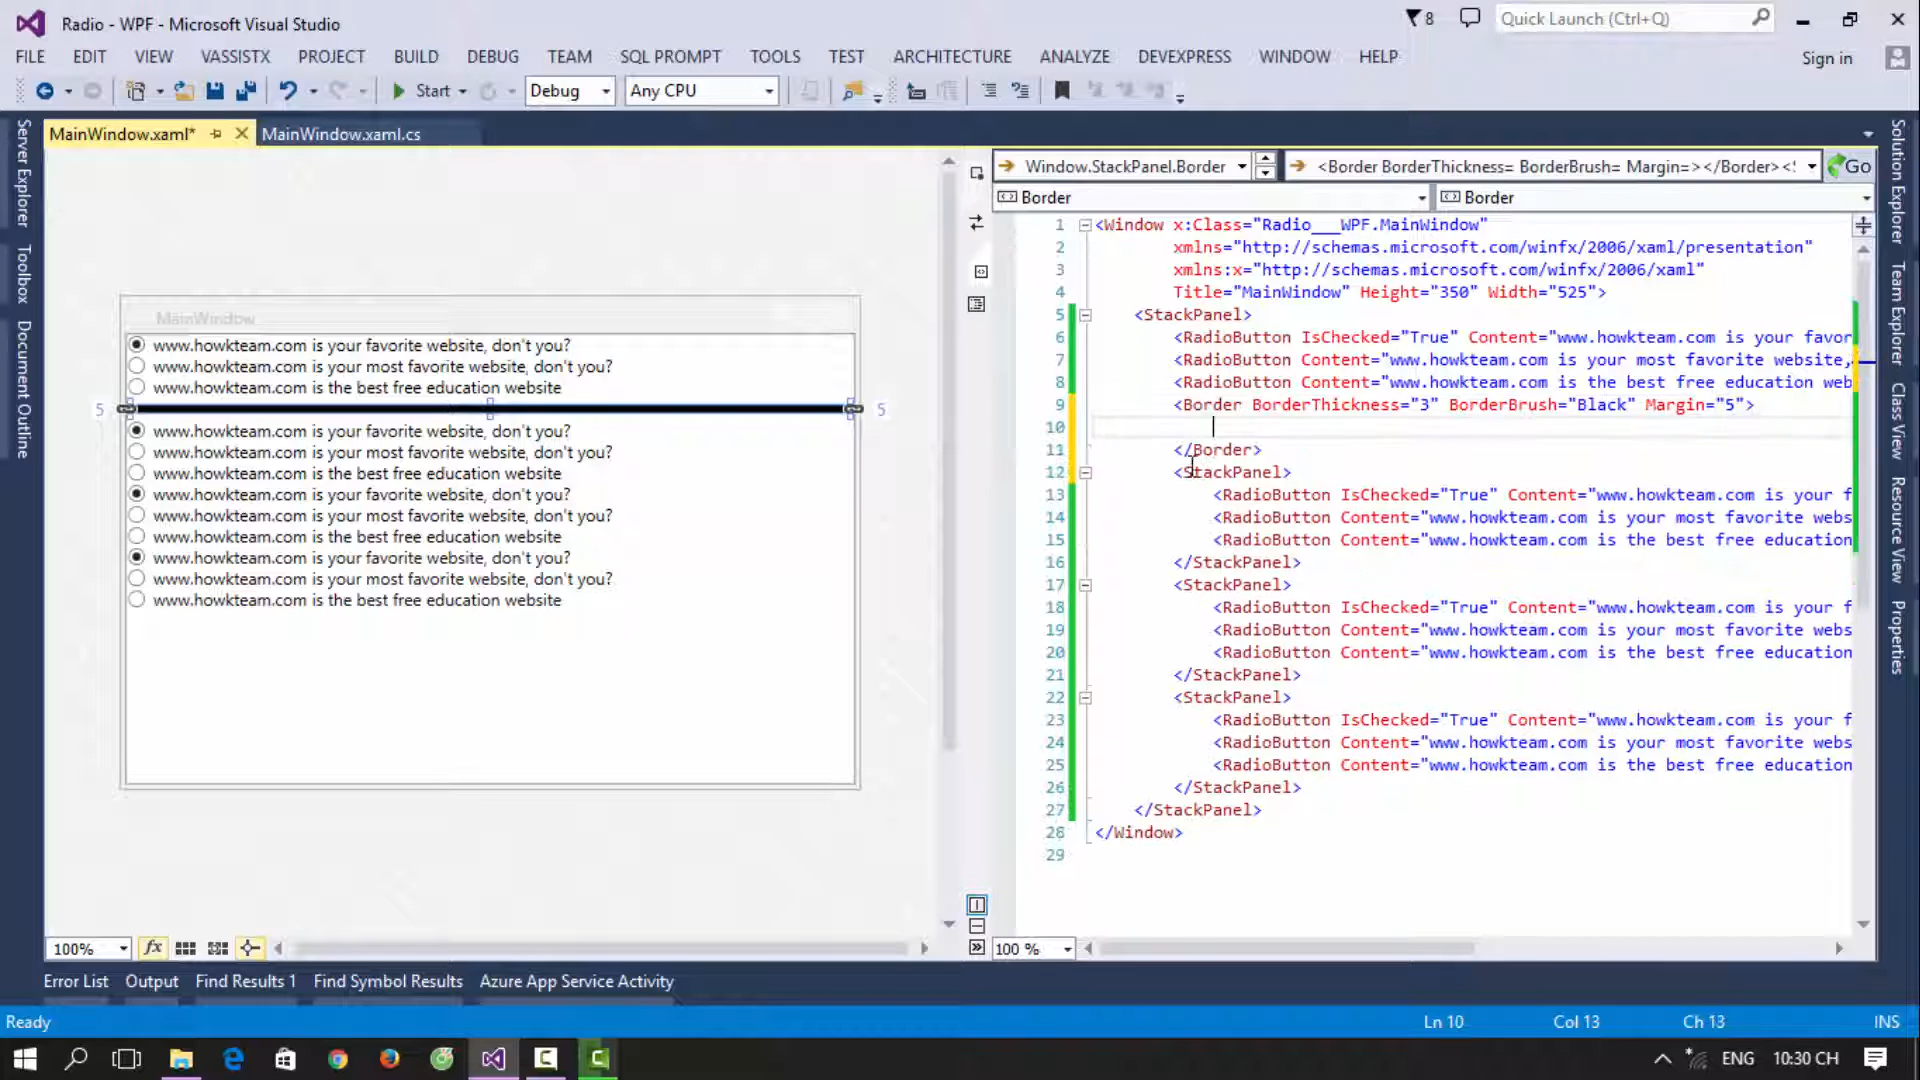 Radio - WPF - Microsoft Visual Studio
8
Quick Launch (Ctrl+Q)
FILE EDIT VIEW VASSISTX PROJECT BUILD DEBUG TEAM SQL PROMPT TOOLS TEST ARCHITECTURE ANALYZE DEVEXPRESS WINDOW HELP
Sign in
Start Debug Any CPU
MainWindow.xaml*
MainWindow.xaml.cs
Server Explorer
Toolbox
Document Outline
MainWindow
www.howkteam.com is your favorite website, don't you?
www.howkteam.com is your most favorite website, don't you?
www.howkteam.com is the best free education website
5 5
www.howkteam.com is your favorite website, don't you?
www.howkteam.com is your most favorite website, don't you?
www.howkteam.com is the best free education website
www.howkteam.com is your favorite website, don't you?
www.howkteam.com is your most favorite website, don't you?
www.howkteam.com is the best free education website
www.howkteam.com is your favorite website, don't you?
www.howkteam.com is your most favorite website, don't you?
www.howkteam.com is the best free education website
100%
Window.StackPanel.Border
<Border BorderThickness= BorderBrush= Margin=></Border><!
Go
Border
Border
1 <Window x:Class="Radio___WPF.MainWindow"
2 xmlns="http://schemas.microsoft.com/winfx/2006/xaml/presentation"
3 xmlns:x="http://schemas.microsoft.com/winfx/2006/xaml"
4 Title="MainWindow" Height="350" Width="525">
5 <StackPanel>
6 <RadioButton IsChecked="True" Content="www.howkteam.com is your favor
7 <RadioButton Content="www.howkteam.com is your most favorite website,
8 <RadioButton Content="www.howkteam.com is the best free education web
9 <Border BorderThickness="3" BorderBrush="Black" Margin="5">
10
11 </Border>
12 <StackPanel>
13 <RadioButton IsChecked="True" Content="www.howkteam.com is your f
14 <RadioButton Content="www.howkteam.com is your most favorite webs
15 <RadioButton Content="www.howkteam.com is the best free education
16 </StackPanel>
17 <StackPanel>
18 <RadioButton IsChecked="True" Content="www.howkteam.com is your f
19 <RadioButton Content="www.howkteam.com is your most favorite webs
20 <RadioButton Content="www.howkteam.com is the best free education
21 </StackPanel>
22 <StackPanel>
23 <RadioButton IsChecked="True" Content="www.howkteam.com is your f
24 <RadioButton Content="www.howkteam.com is your most favorite webs
25 <RadioButton Content="www.howkteam.com is the best free education
26 </StackPanel>
27 </StackPanel>
28 </Window>
29
100 %
Solution Explorer
Team Explorer
Class View
Resource View
Properties
Error List Output Find Results 1 Find Symbol Results Azure App Service Activity
Ready Ln 10 Col 13 Ch 13 INS
ENG 10:30 CH